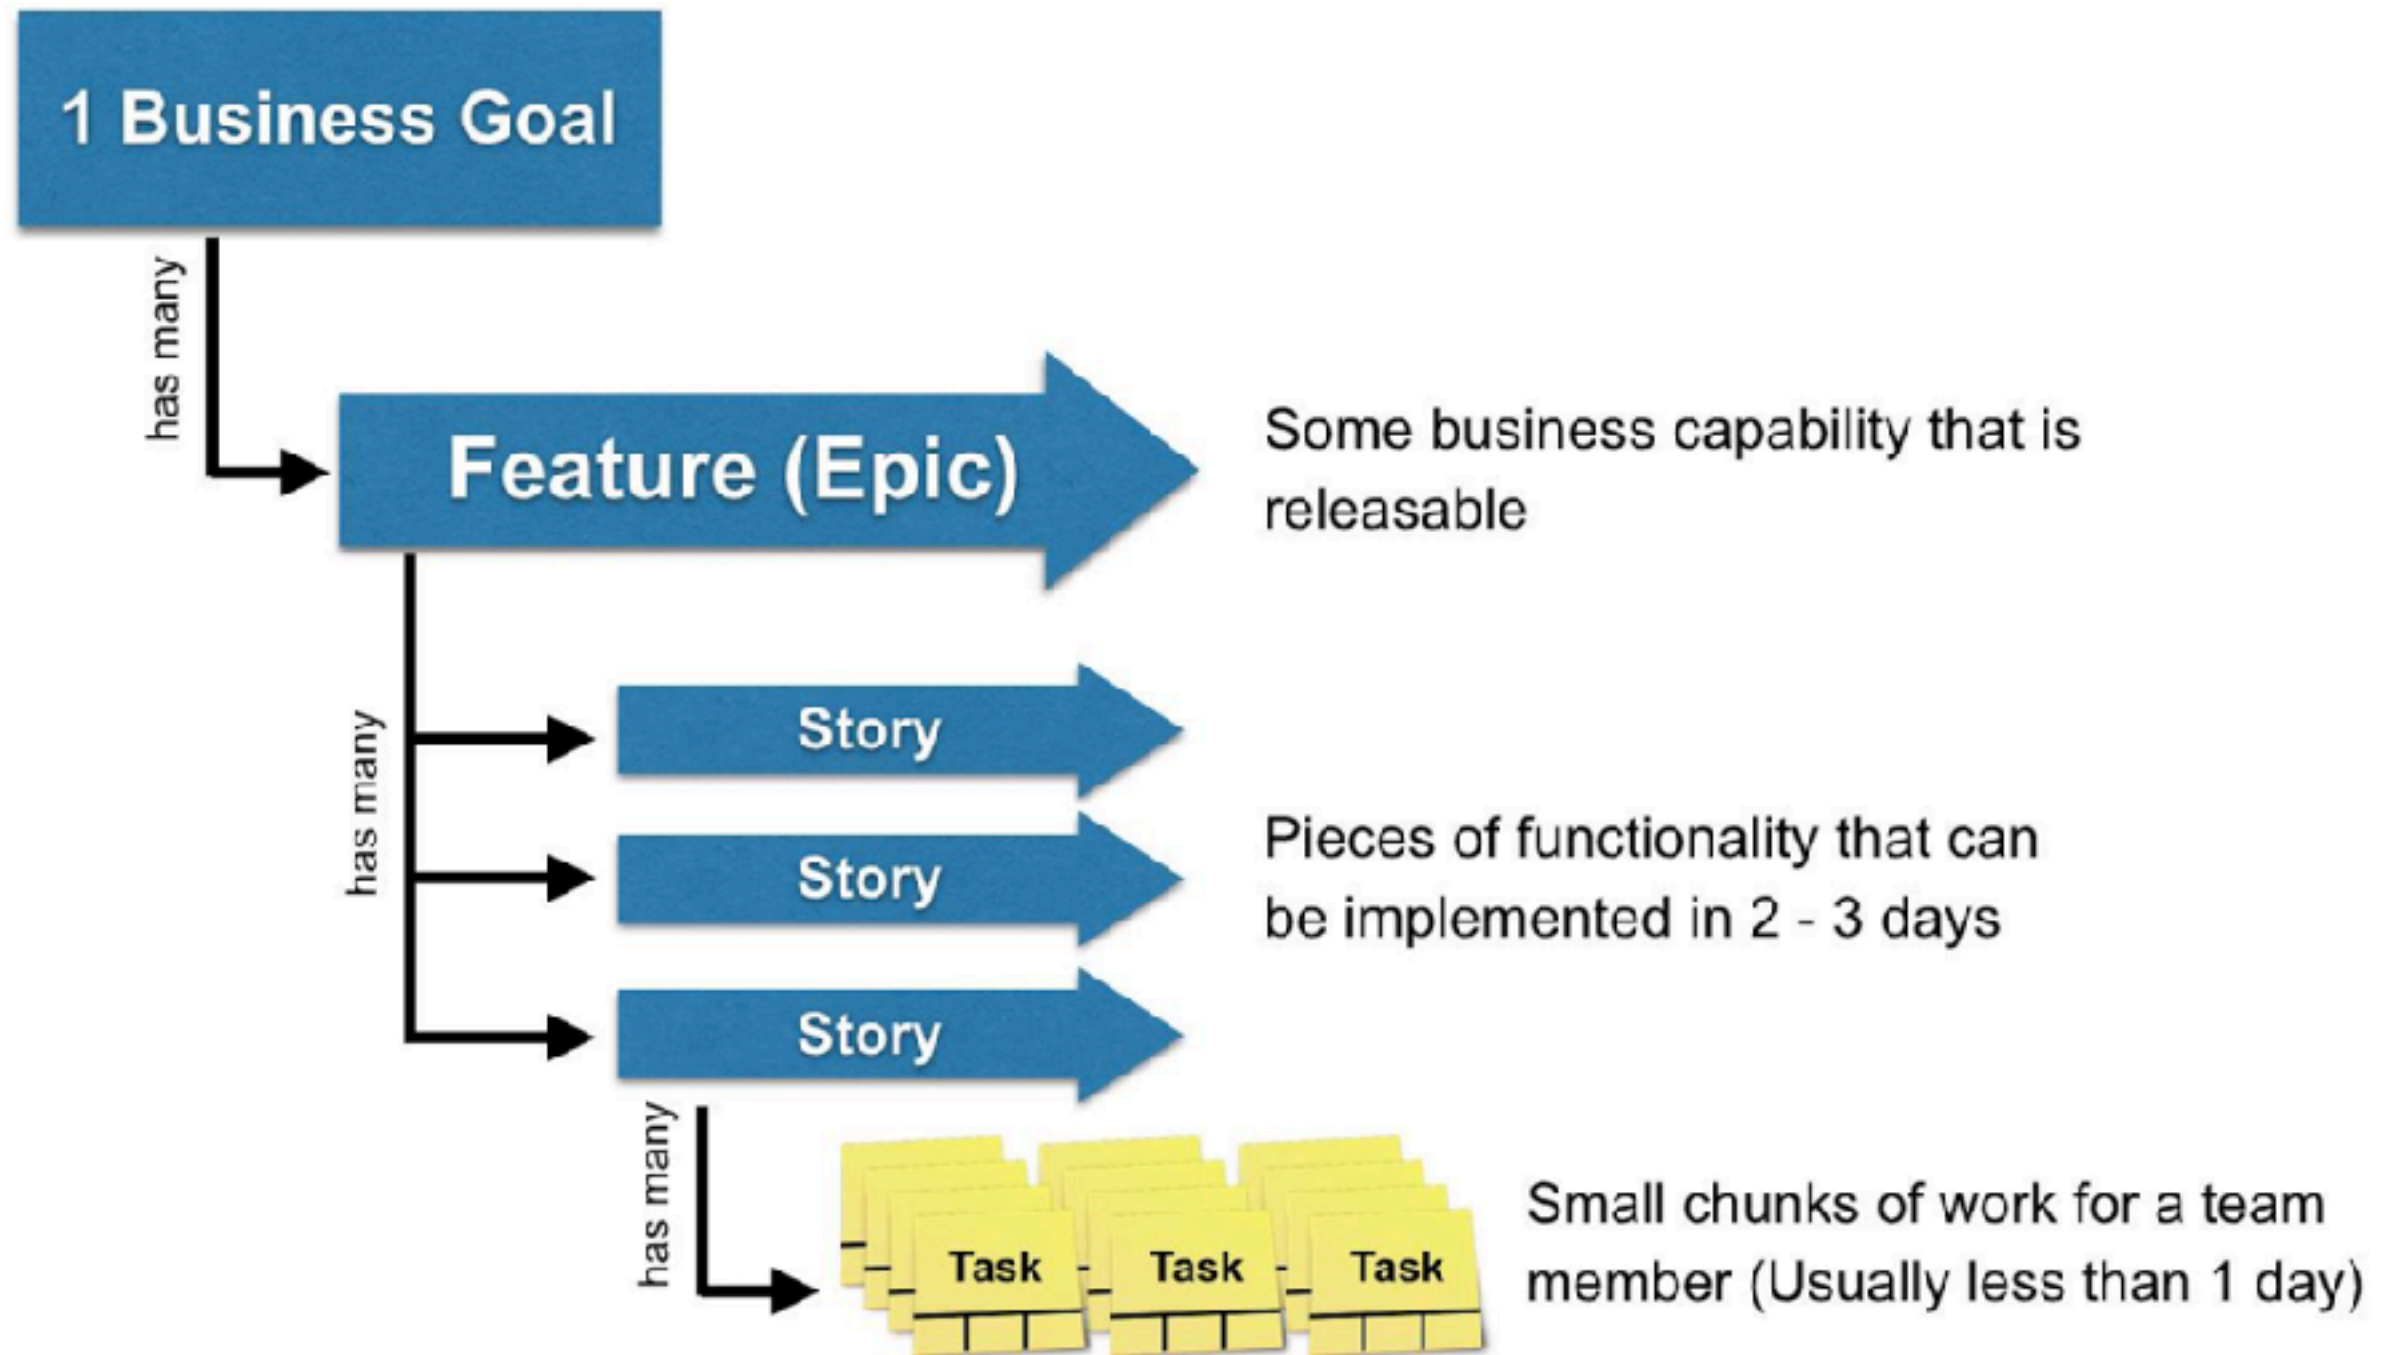 1 Business Goal
has many
Feature (Epic)
Some business capability that is
releasable
has many
Story
Story
Story
Pieces of functionality that can
be implemented in 2 - 3 days
has many
Task
Task
Task
Small chunks of work for a team
member (Usually less than 1 day)